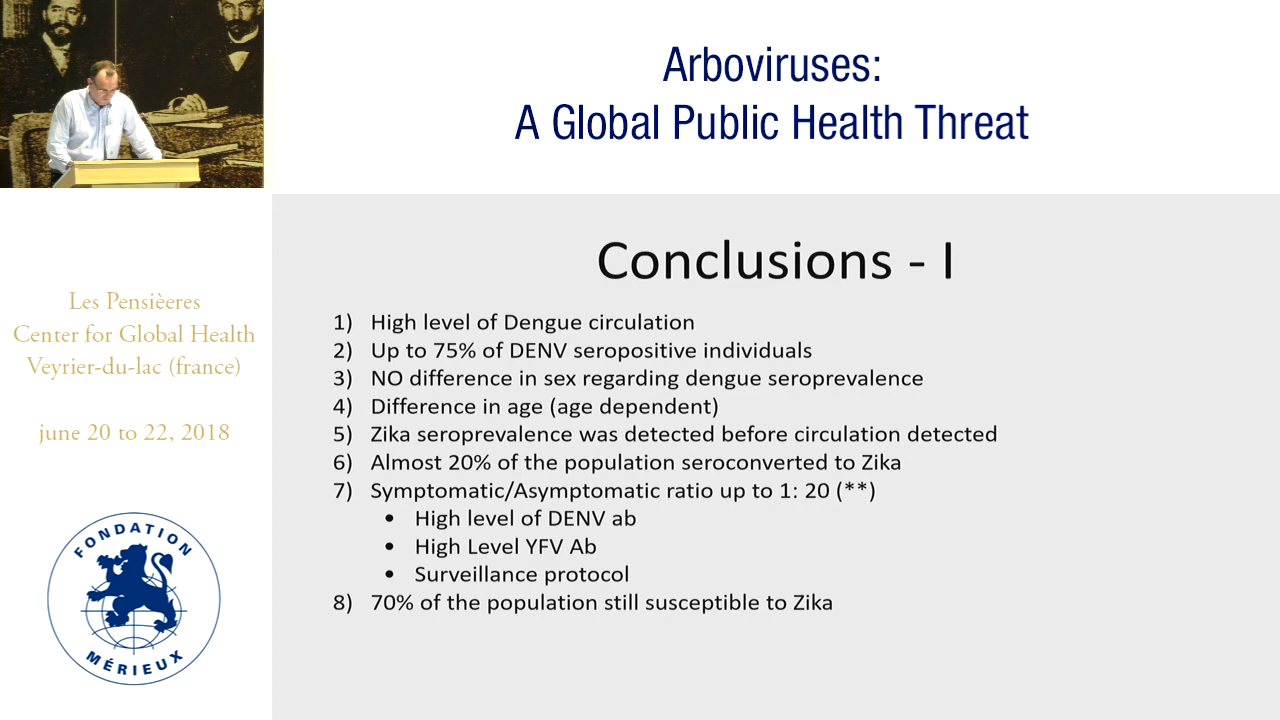 Arboviruses:
A Global Public Health Threat
Les Pensièeres
Center for Global Health
Veyrier-du-lac (france)
june 20 to 22, 2018
FONDATION
MÉRIEUX
Conclusions - I
1) High level of Dengue circulation
2) Up to 75% of DENV seropositive individuals
3) NO difference in sex regarding dengue seroprevalence
4) Difference in age (age dependent)
5) Zika seroprevalence was detected before circulation detected
6) Almost 20% of the population seroconverted to Zika
7) Symptomatic/Asymptomatic ratio up to 1: 20 (**)
• High level of DENV ab
• High Level YFV Ab
• Surveillance protocol
8) 70% of the population still susceptible to Zika